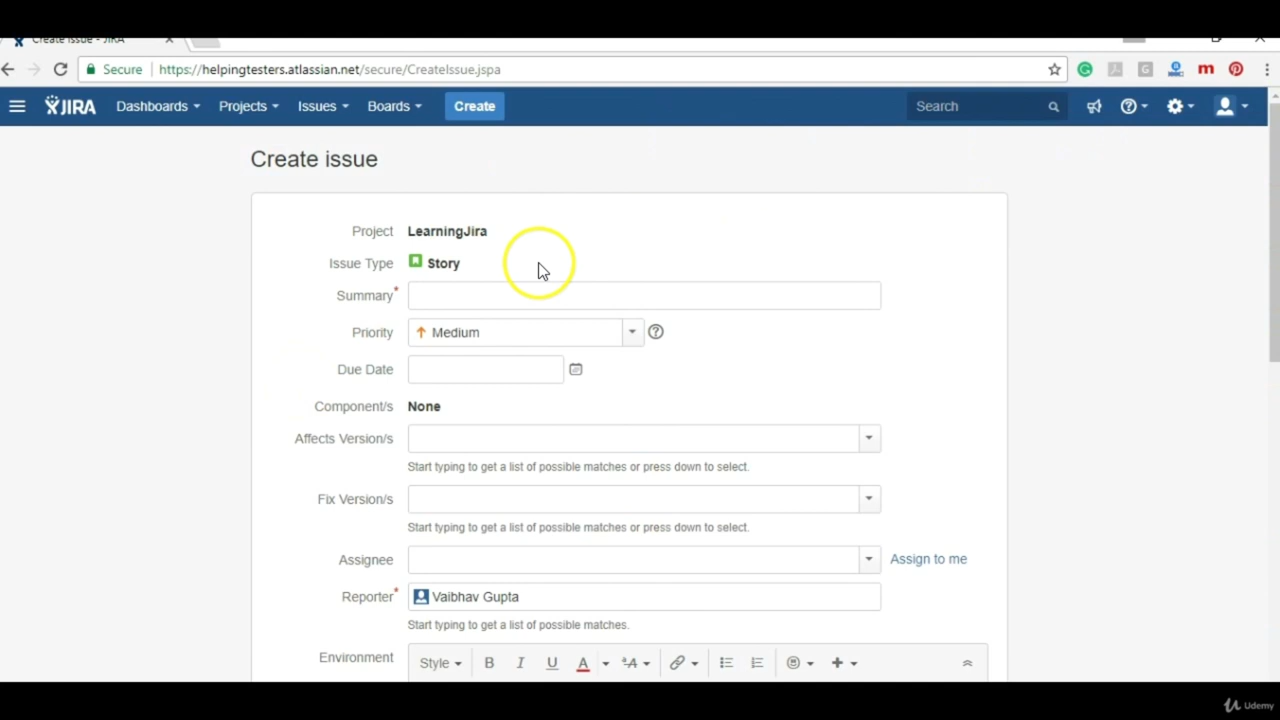 Create issue - JIRA
Secure https://helpingtesters.atlassian.net/secure/CreateIssue.jspa
JIRA Dashboards Projects Issues Boards Create Search
Create issue
Project LearningJira
Issue Type Story
Summary*
Priority Medium
Due Date
Component/s None
Affects Version/s
Start typing to get a list of possible matches or press down to select.
Fix Version/s
Start typing to get a list of possible matches or press down to select.
Assignee Assign to me
Reporter* Vaibhav Gupta
Start typing to get a list of possible matches.
Environment Style B I U A
Udemy